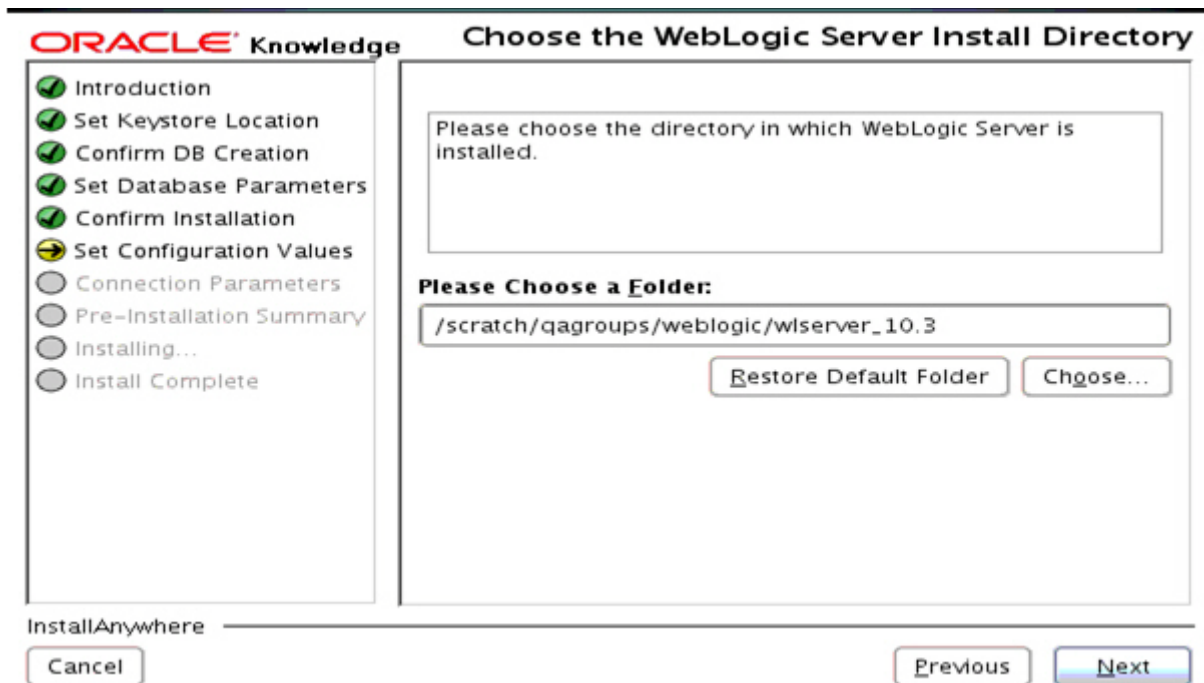 ORACLE Knowledge
Choose the WebLogic Server Install Directory
Introduction
Set Keystore Location
Confirm DB Creation
Set Database Parameters
Confirm Installation
Set Configuration Values
Connection Parameters
Pre-Installation Summary
Installing...
Install Complete
Please choose the directory in which WebLogic Server is
installed.
Please Choose a Folder:
/scratch/qagroups/weblogic/wlserver_10.3
Restore Default Folder
Choose...
InstallAnywhere
Cancel
Previous
Next